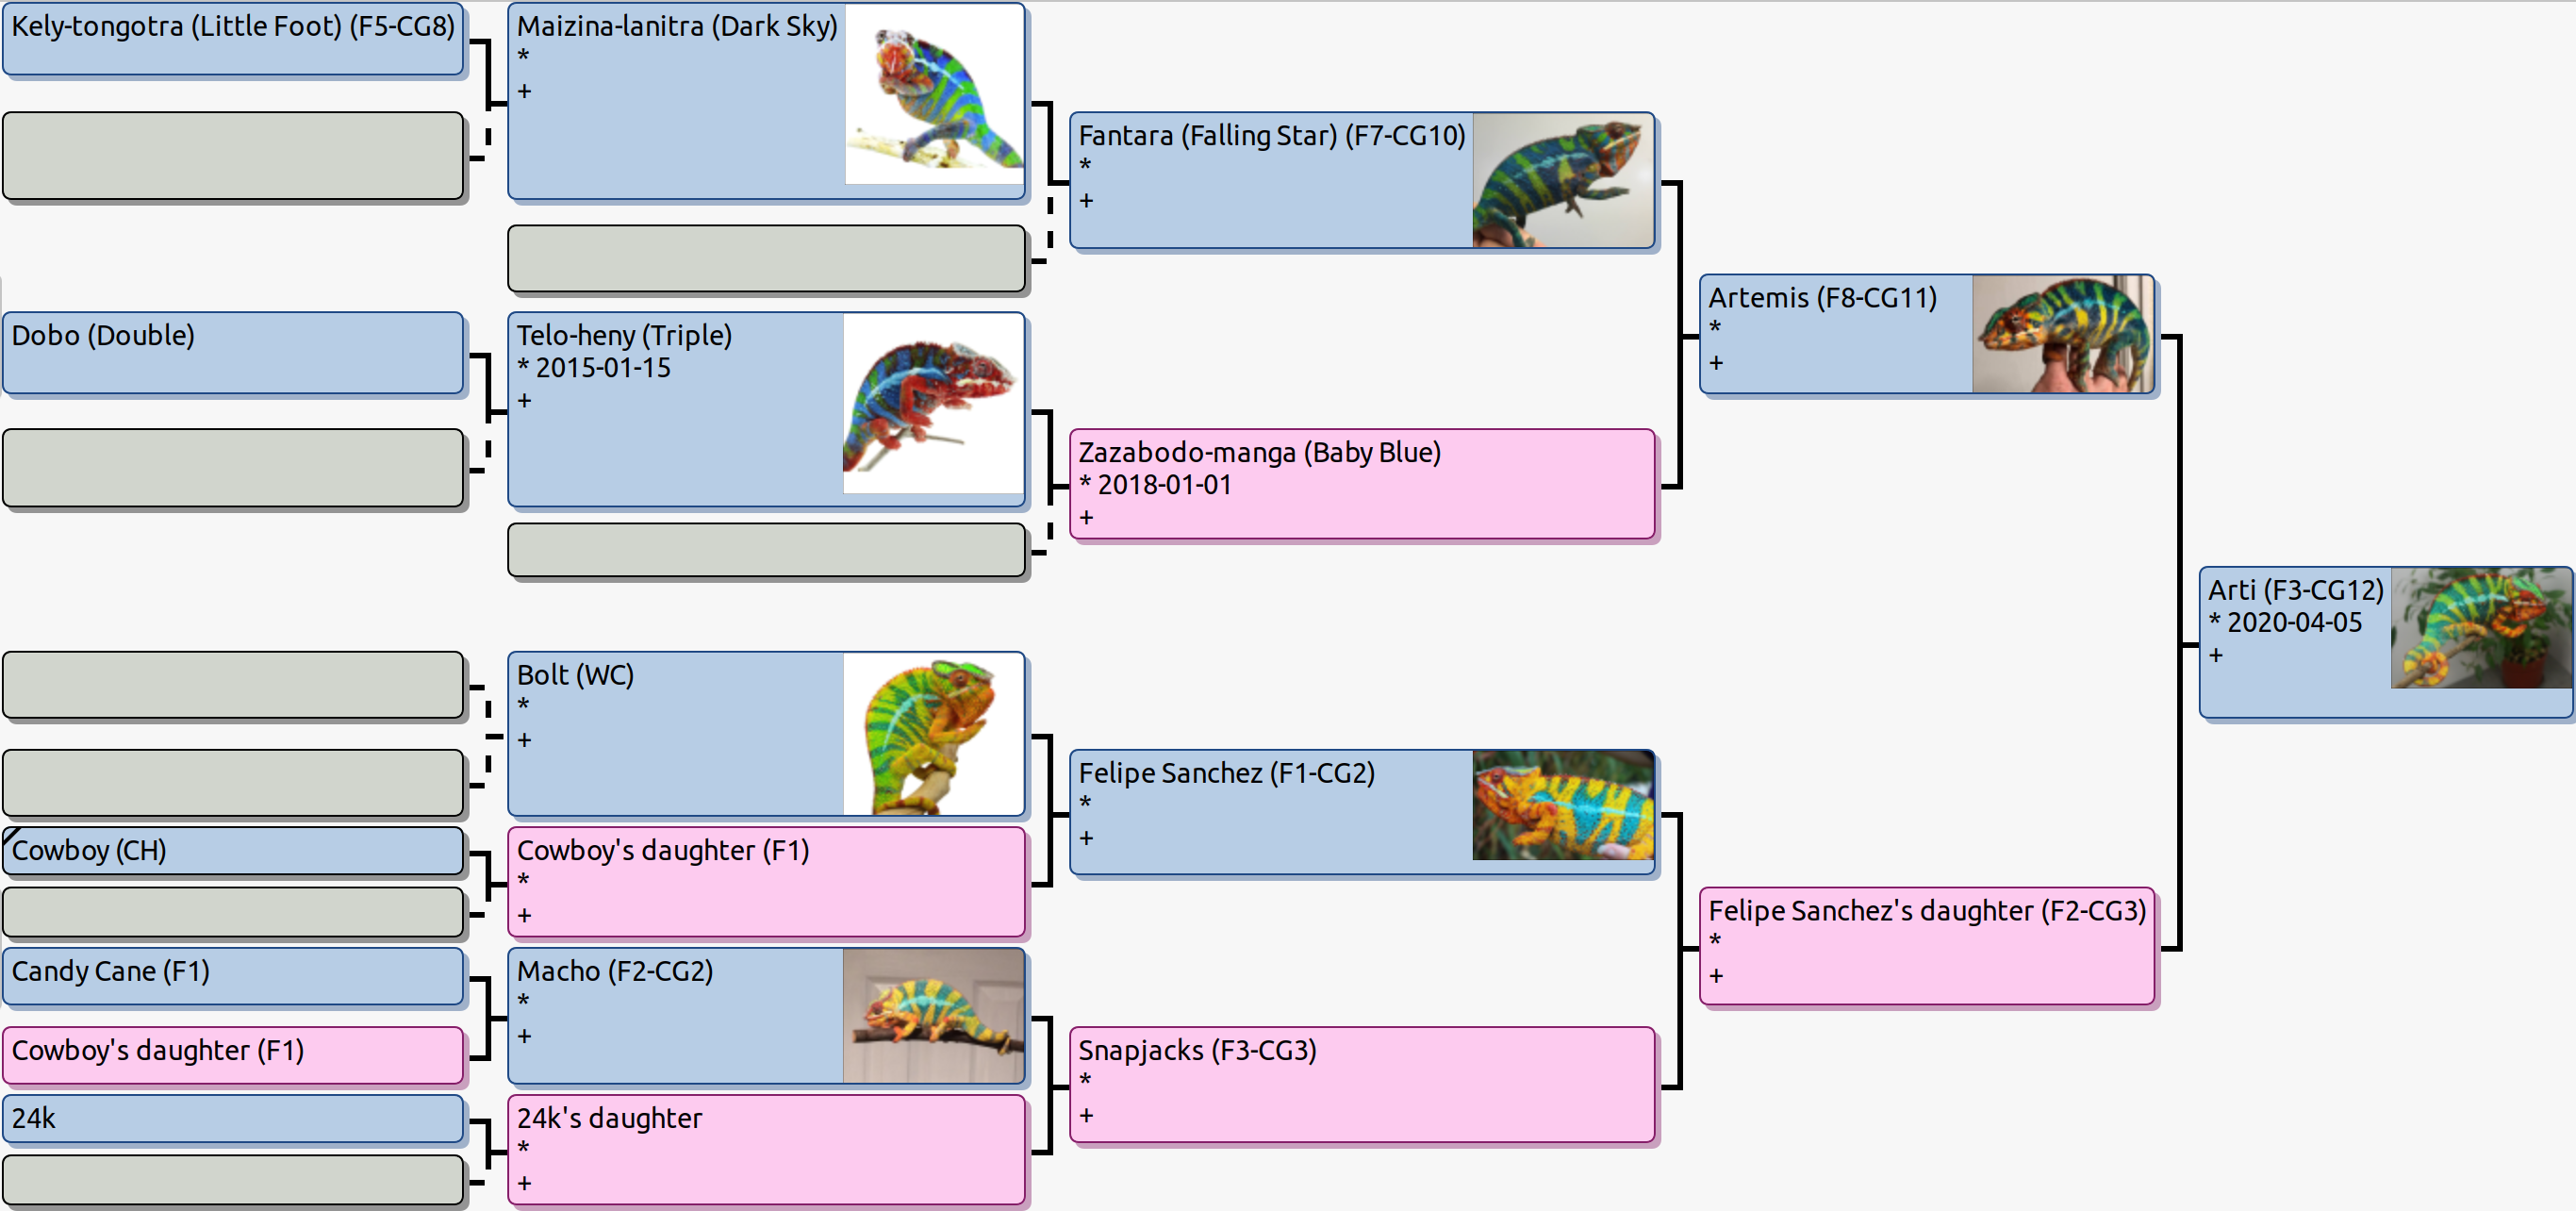 Kely-tongotra (Little Foot) (F5-CG8)
Dobo (Double)
Cowboy (CH)
Candy Cane (F1)
Cowboy's daughter (F1)
24k
Maizina-lanitra (Dark Sky)
*
+
Telo-heny (Triple)
* 2015-01-15
+
Bolt (WC)
*
+
Cowboy's daughter (F1)
*
+
Macho (F2-CG2)
*
+
24k's daughter
*
+
Fantara (Falling Star) (F7-CG10)
*
+
Zazabodo-manga (Baby Blue)
* 2018-01-01
+
Felipe Sanchez (F1-CG2)
*
+
Snapjacks (F3-CG3)
*
+
Artemis (F8-CG11)
*
+
Felipe Sanchez's daughter (F2-CG3)
*
+
Arti (F3-CG12)
* 2020-04-05
+